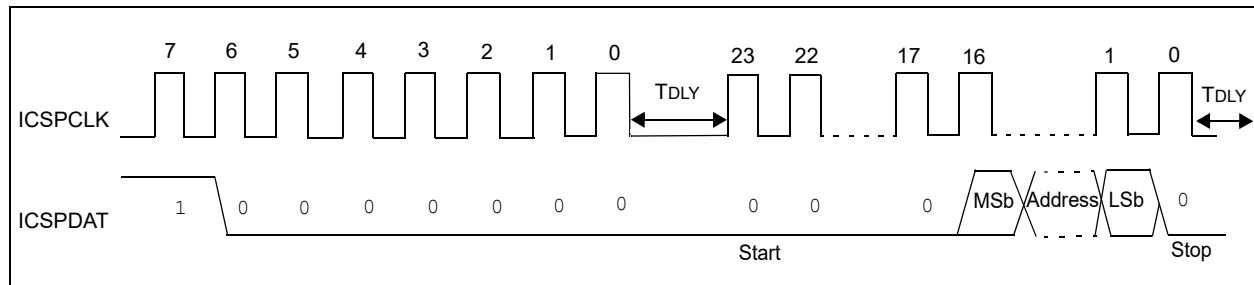 7 6 5 4 3 2 1 0 23 22 17 16 1 0
TDLY TDLY
ICSPCLK
ICSPDAT 1 0 0 0 0 0 0 0 0 0 0 MSb Address LSb 0
Start Stop